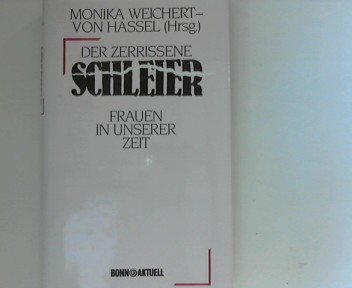 MONIKA WEICHERT-
VON HASSEL (Hrsg.)
DER ZERRISSENE
SCHLEIER
FRAUEN
IN UNSERER
ZEIT
BONN AKTUELL